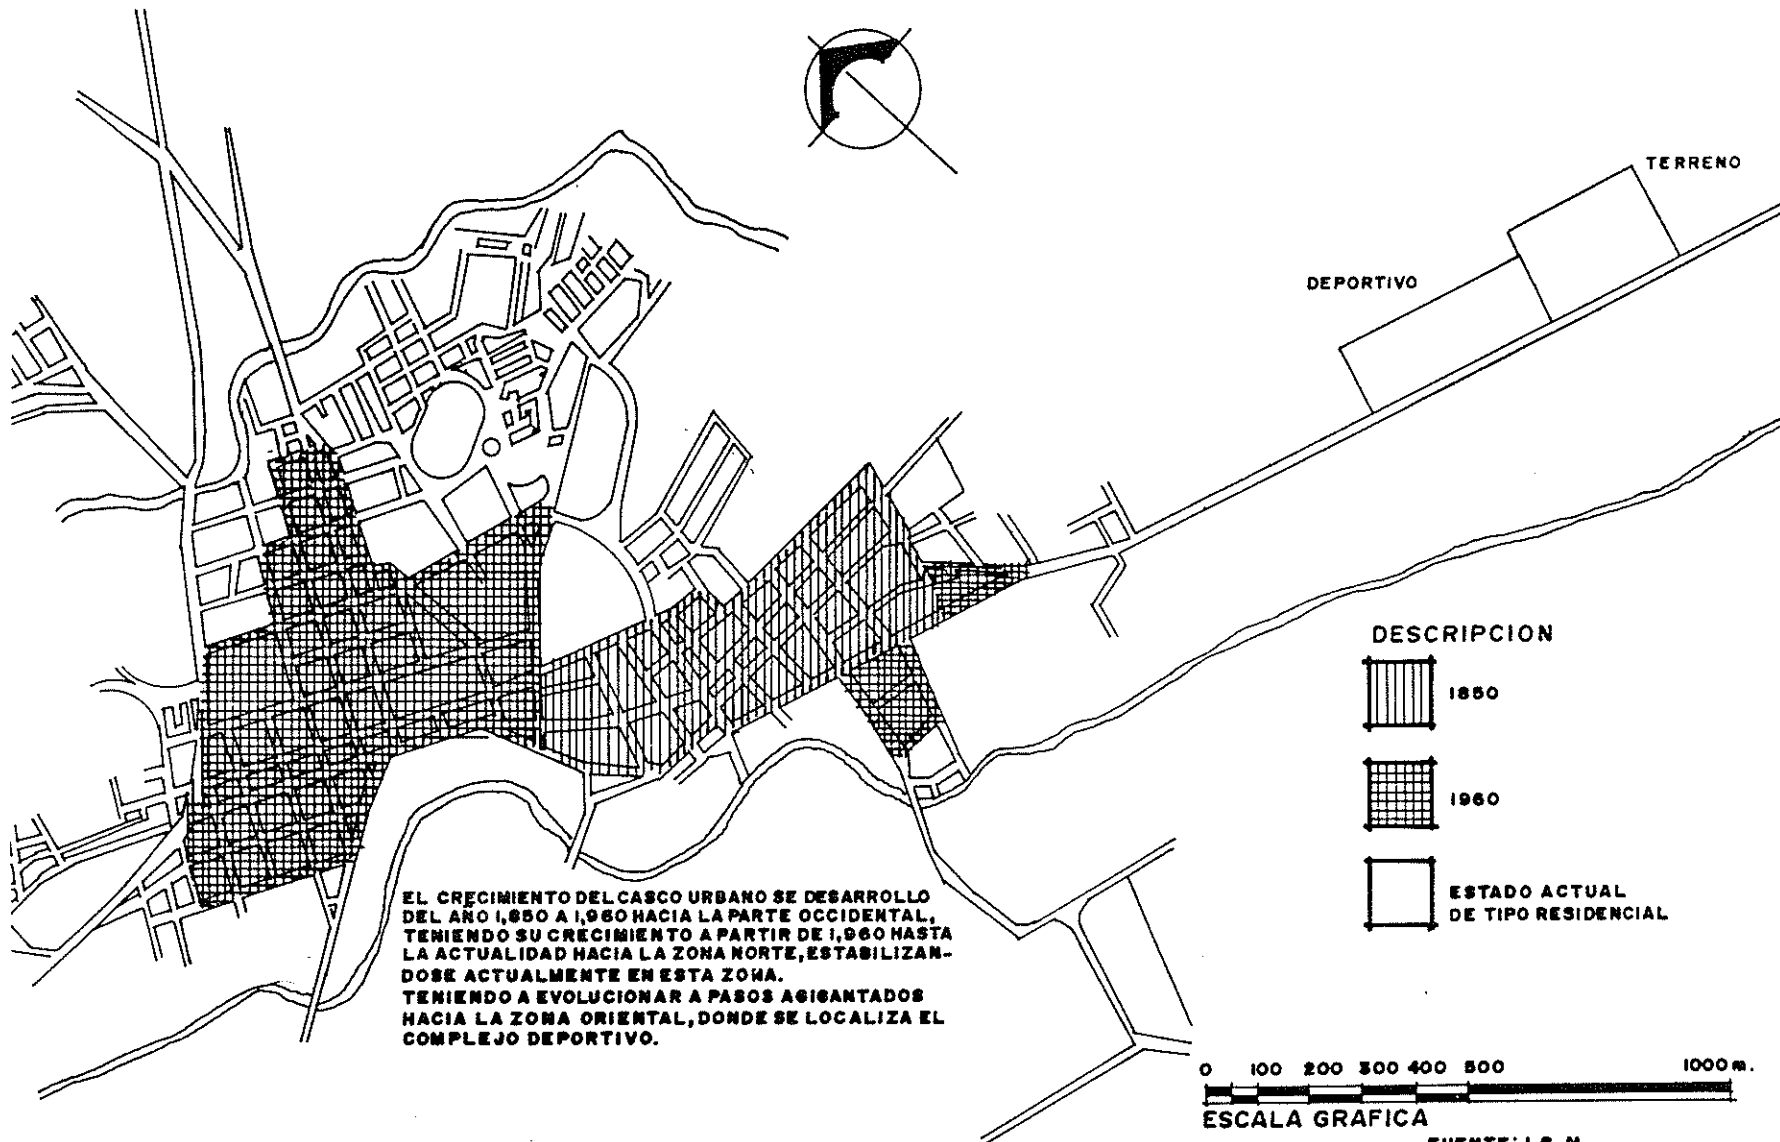 TERRENO
DEPORTIVO
DESCRIPCION
1850
1960
ESTADO ACTUAL
DE TIPO RESIDENCIAL
EL CRECIMIENTO DEL CASCO URBANO SE DESARROLLO
DEL AÑO 1,850 A 1,960 HACIA LA PARTE OCCIDENTAL,
TENIENDO SU CRECIMIENTO A PARTIR DE 1,960 HASTA
LA ACTUALIDAD HACIA LA ZONA NORTE, ESTABILIZAN-
DOSE ACTUALMENTE EN ESTA ZONA.
TENIENDO A EVOLUCIONAR A PASOS AGIGANTADOS
HACIA LA ZONA ORIENTAL, DONDE SE LOCALIZA EL
COMPLEJO DEPORTIVO.
0 100 200 300 400 500 1000 m.
ESCALA GRAFICA